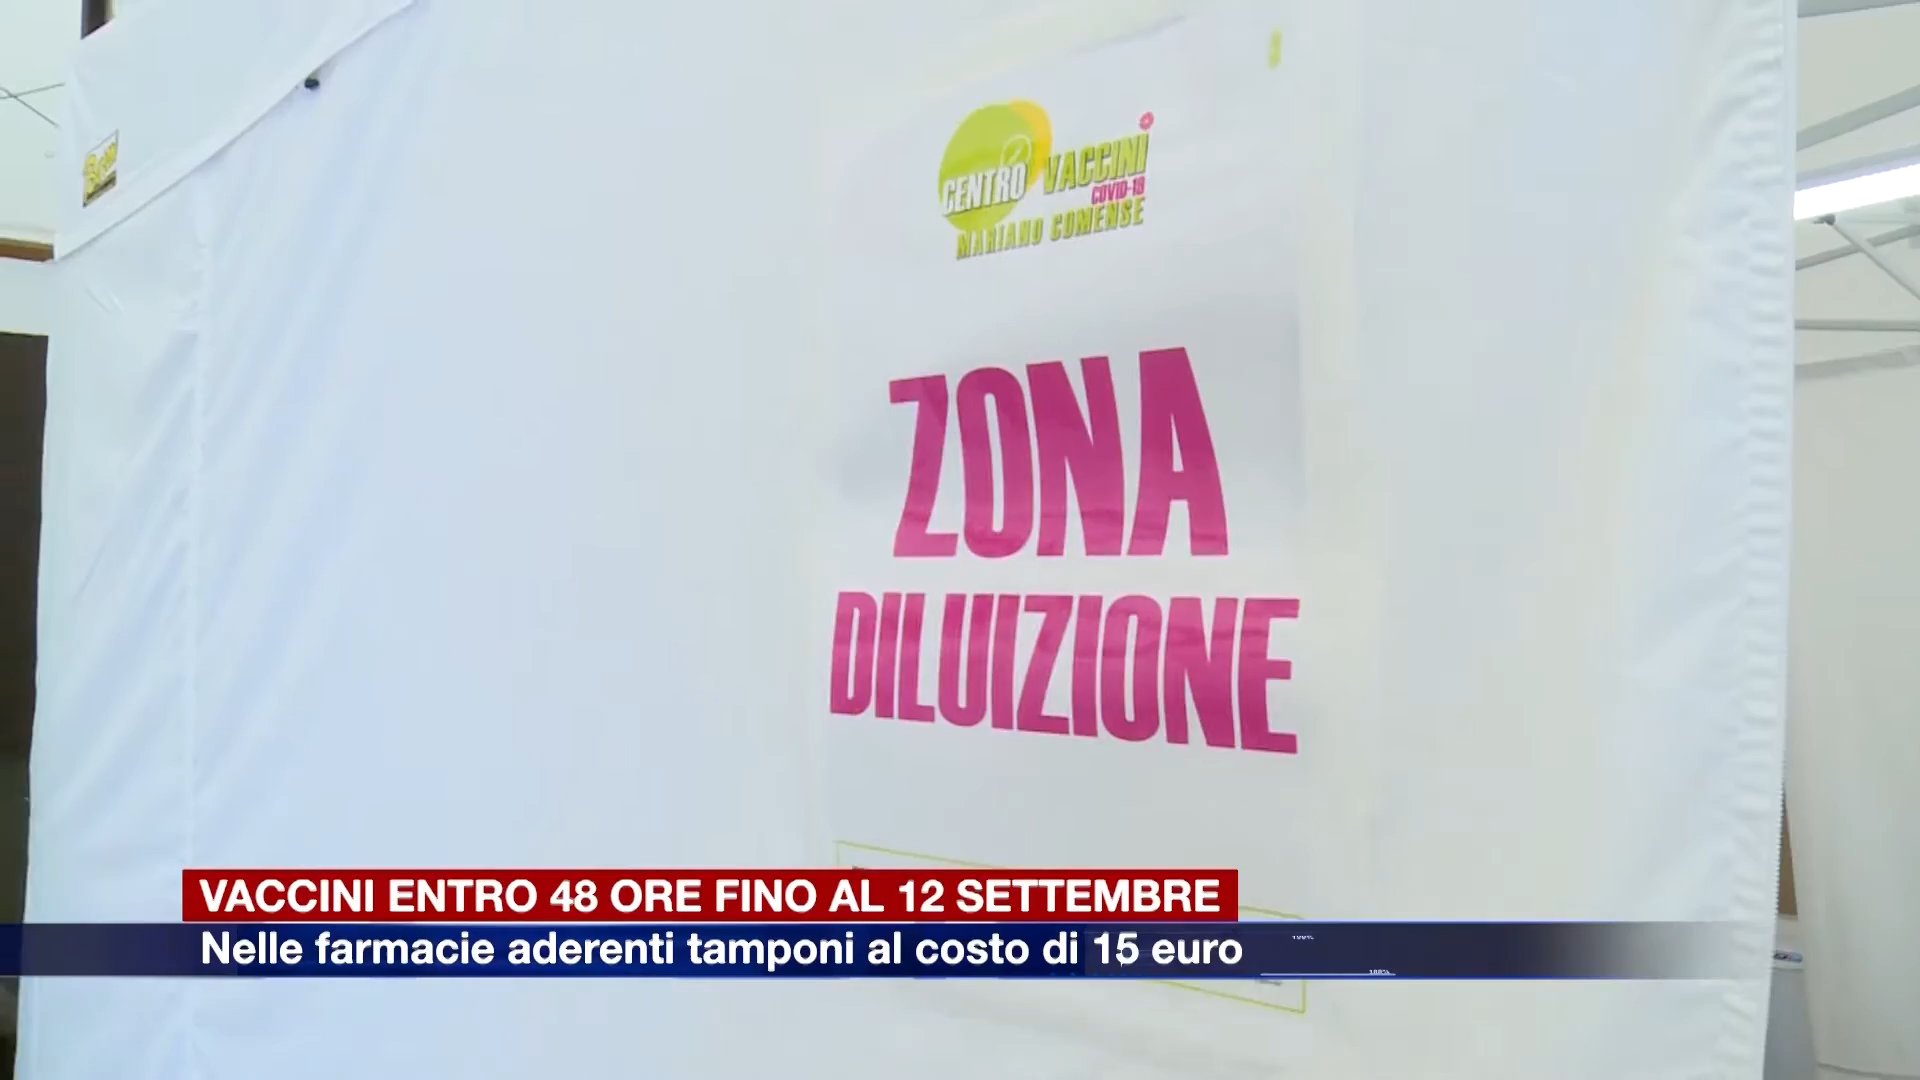 CENTRO VACCINI
COVID-19
MARIANO COMENSE
ZONA
DILUIZIONE
VACCINI ENTRO 48 ORE FINO AL 12 SETTEMBRE
Nelle farmacie aderenti tamponi al costo di 15 euro
100%